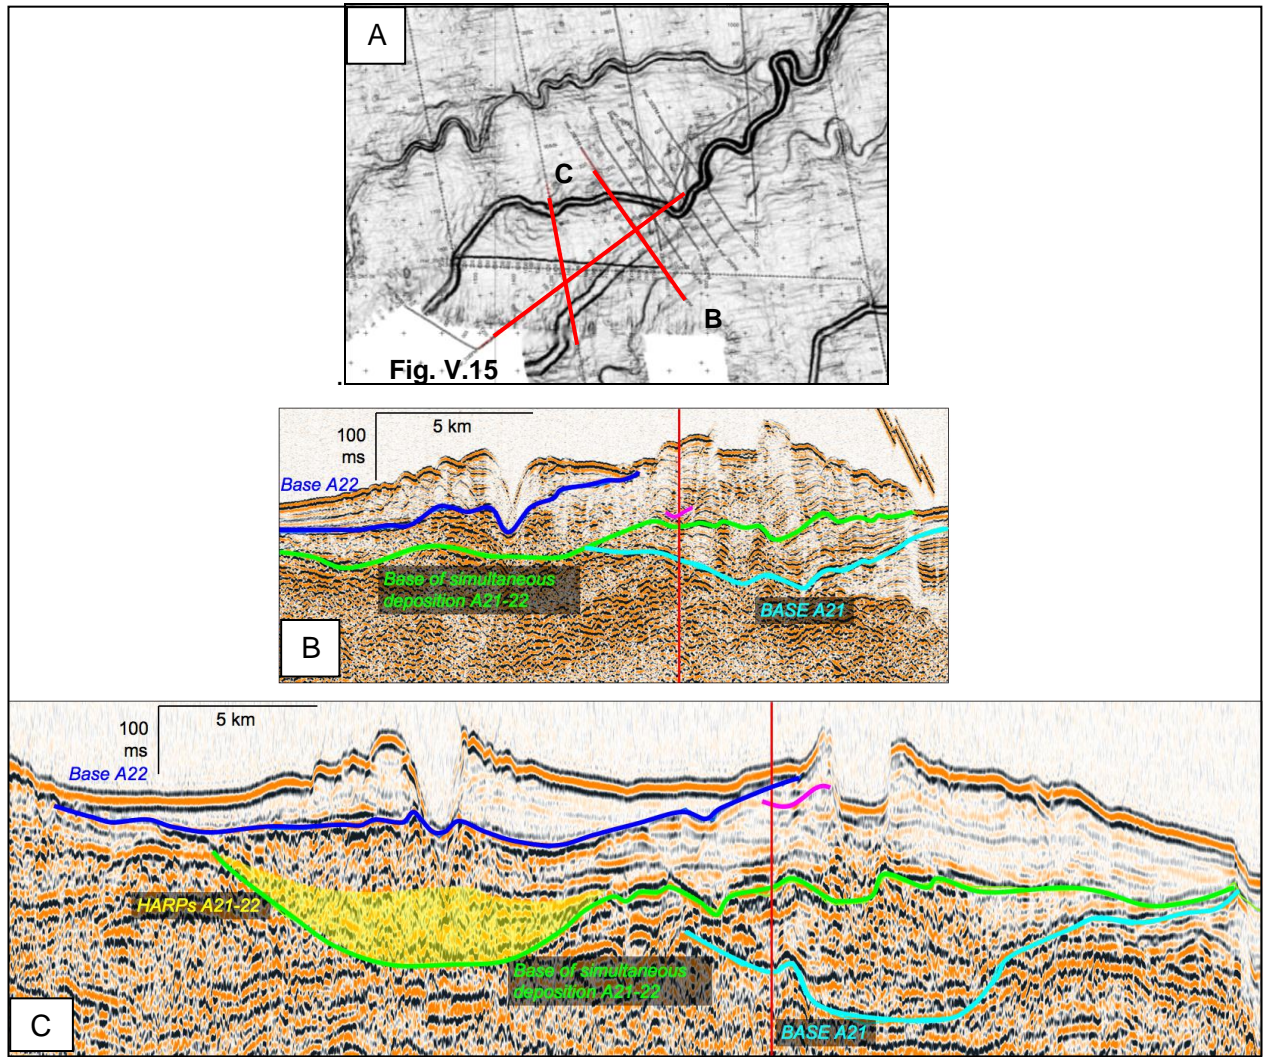 A
C
B
Fig. V.15
5 km
100
ms
Base A22
Base of simultaneous
deposition A21-22
BASE A21
B
5 km
100
ms
Base A22
HARPs A21-22
Base of simultaneous
deposition A21-22
BASE A21
C